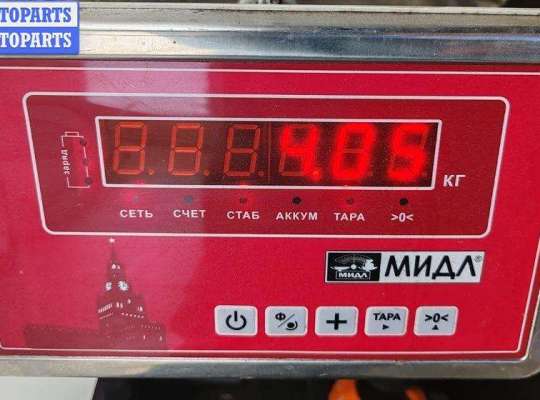 TOPARTS
TOPARTS
заряд
4.05
КГ
СЕТЬ СЧЕТ СТАБ АККУМ ТАРА >0<
МИДЛ МИДЛ®
Ф ТАРА >0<